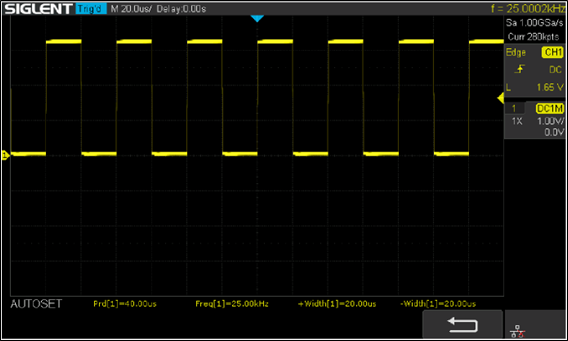 SIGLENT Trig'd M 20.0us/ Delay:0.00s f = 25.0002kHz
Sa 1.00GSa/s
Curr 280kpts
Edge CH1
DC
L 1.65 V
1 DC1M
1X 1.00V/
0.0V
1
AUTOSET Prd[1]=40.00us Freq[1]=25.00kHz +Width[1]=20.00us -Width[1]=20.00us